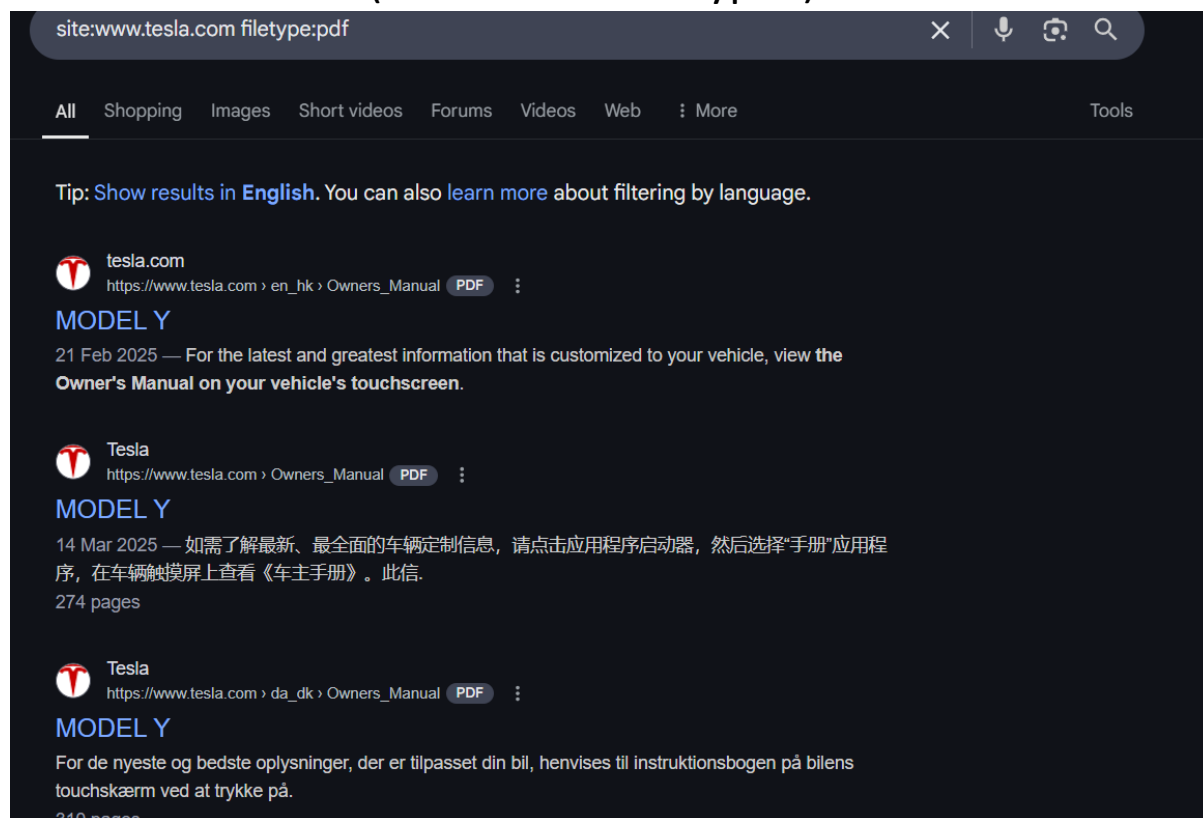 site:www.tesla.com filetype:pdf
All Shopping Images Short videos Forums Videos Web More Tools
Tip: Show results in English. You can also learn more about filtering by language.
tesla.com
https://www.tesla.com › en_hk › Owners_Manual PDF
MODEL Y
21 Feb 2025 — For the latest and greatest information that is customized to your vehicle, view the
Owner's Manual on your vehicle's touchscreen.
Tesla
https://www.tesla.com › Owners_Manual PDF
MODEL Y
14 Mar 2025 — 如需了解最新、最全面的车辆定制信息，请点击应用程序启动器，然后选择“手册”应用程
序，在车辆触摸屏上查看《车主手册》。此信.
274 pages
Tesla
https://www.tesla.com › da_dk › Owners_Manual PDF
MODEL Y
For de nyeste og bedste oplysninger, der er tilpasset din bil, henvises til instruktionsbogen på bilens
touchskærm ved at trykke på.